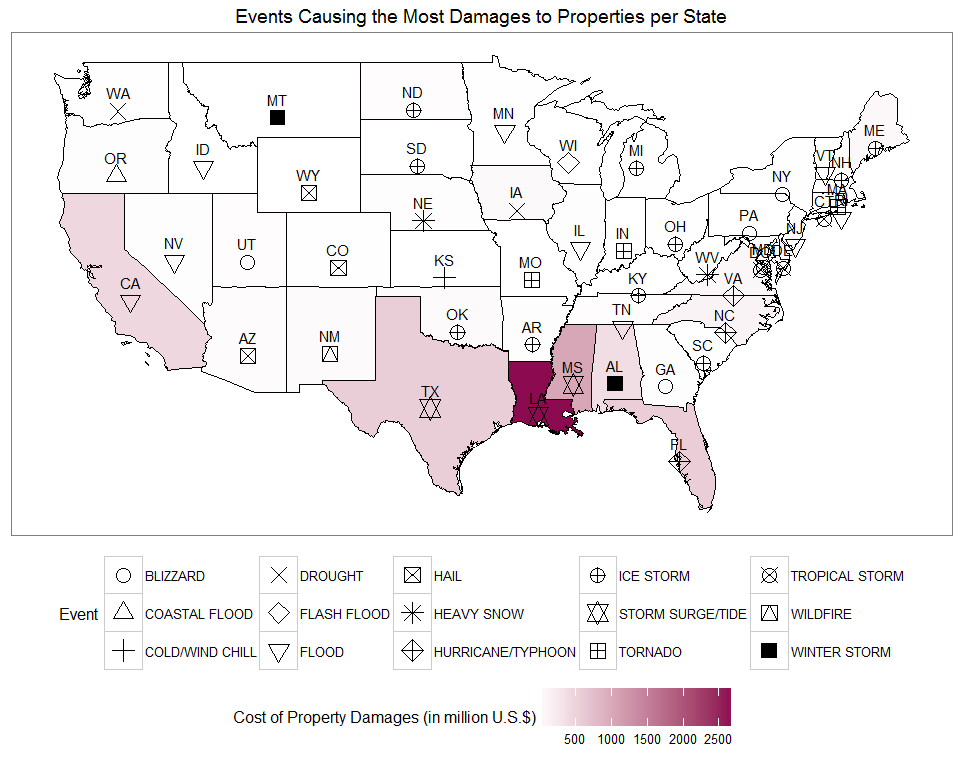 Events Causing the Most Damages to Properties per State
WA
MT
ND
MN
ME
OR
ID
SD
WI
MI
VT
NH
WY
NY
MA
NE
IA
CT
PA
NV
UT
CO
KS
MO
IL
IN
OH
NJ
WV
DE
VA
CA
KY
AZ
NM
OK
AR
TN
NC
SC
TX
LA
MS
AL
GA
FL
Event
BLIZZARD
DROUGHT
HAIL
ICE STORM
TROPICAL STORM
COASTAL FLOOD
FLASH FLOOD
HEAVY SNOW
STORM SURGE/TIDE
WILDFIRE
COLD/WIND CHILL
FLOOD
HURRICANE/TYPHOON
TORNADO
WINTER STORM
Cost of Property Damages (in million U.S.$)
500 1000 1500 2000 2500